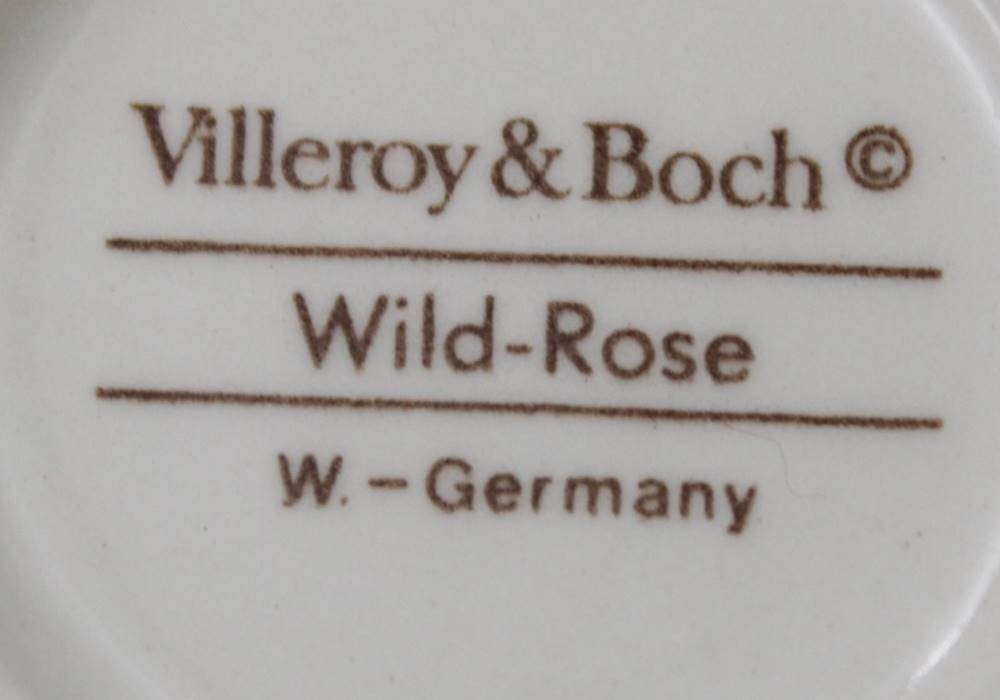 Villeroy & Boch ©
Wild-Rose
W. - Germany